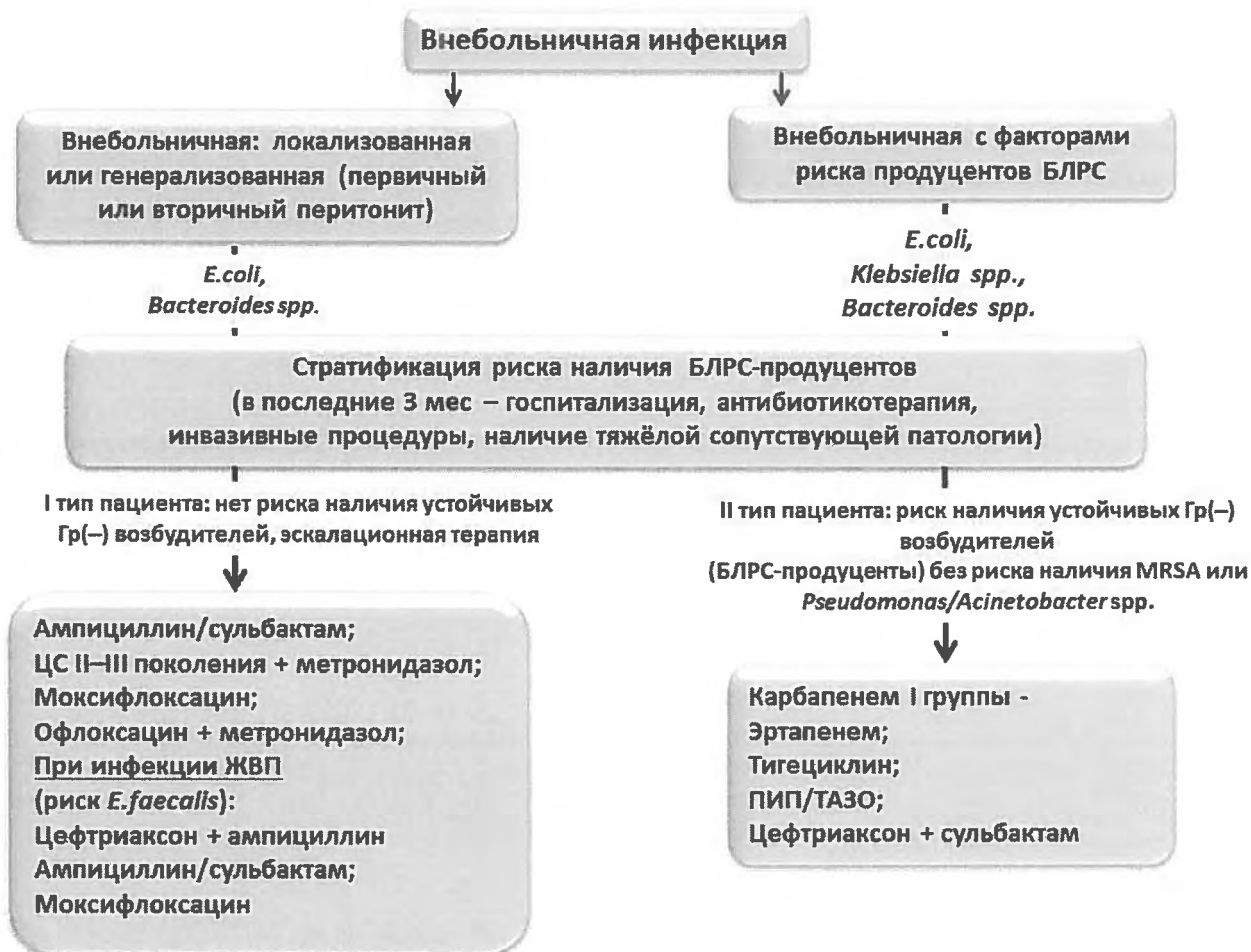 Внебольничная инфекция
Внебольничная: локализованная
или генерализованная (первичный
или вторичный перитонит)
Внебольничная с факторами
риска продуцентов БЛРС
E.coli,
Bacteroides spp.
E.coli,
Klebsiella spp.,
Bacteroides spp.
Стратификация риска наличия БЛРС-продуцентов
(в последние 3 мес – госпитализация, антибиотикотерапия,
инвазивные процедуры, наличие тяжёлой сопутствующей патологии)
I тип пациента: нет риска наличия устойчивых
Гр(–) возбудителей, эскалационная терапия
II тип пациента: риск наличия устойчивых Гр(–)
возбудителей
(БЛРС-продуценты) без риска наличия MRSA или
Pseudomonas/Acinetobacter spp.
Ампициллин/сульбактам;
ЦС II–III поколения + метронидазол;
Моксифлоксацин;
Офлоксацин + метронидазол;
При инфекции ЖВП
(риск E.faecalis):
Цефтриаксон + ампициллин
Ампициллин/сульбактам;
Моксифлоксацин
Карбапенем I группы -
Эртапенем;
Тигециклин;
ПИП/ТАЗО;
Цефтриаксон + сульбактам